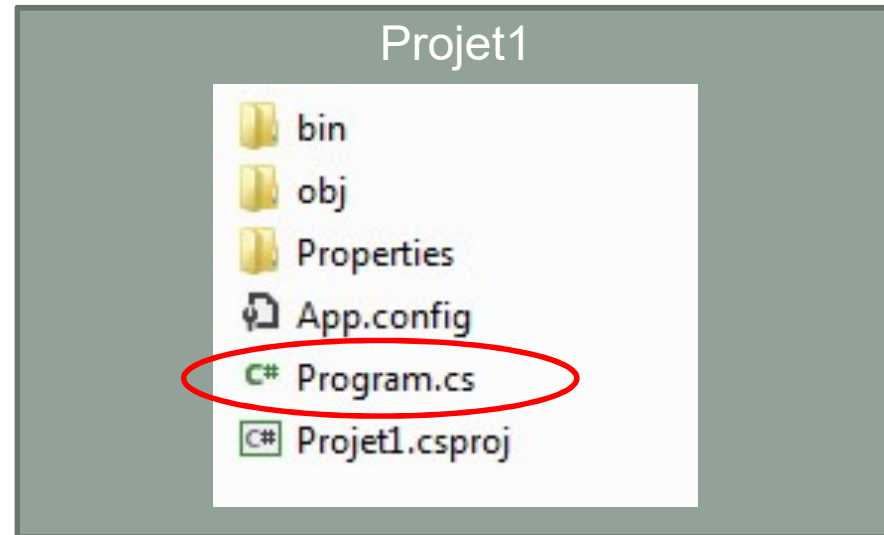 Projet1
bin
obj
Properties
App.config
C# Program.cs
C# Projet1.csproj